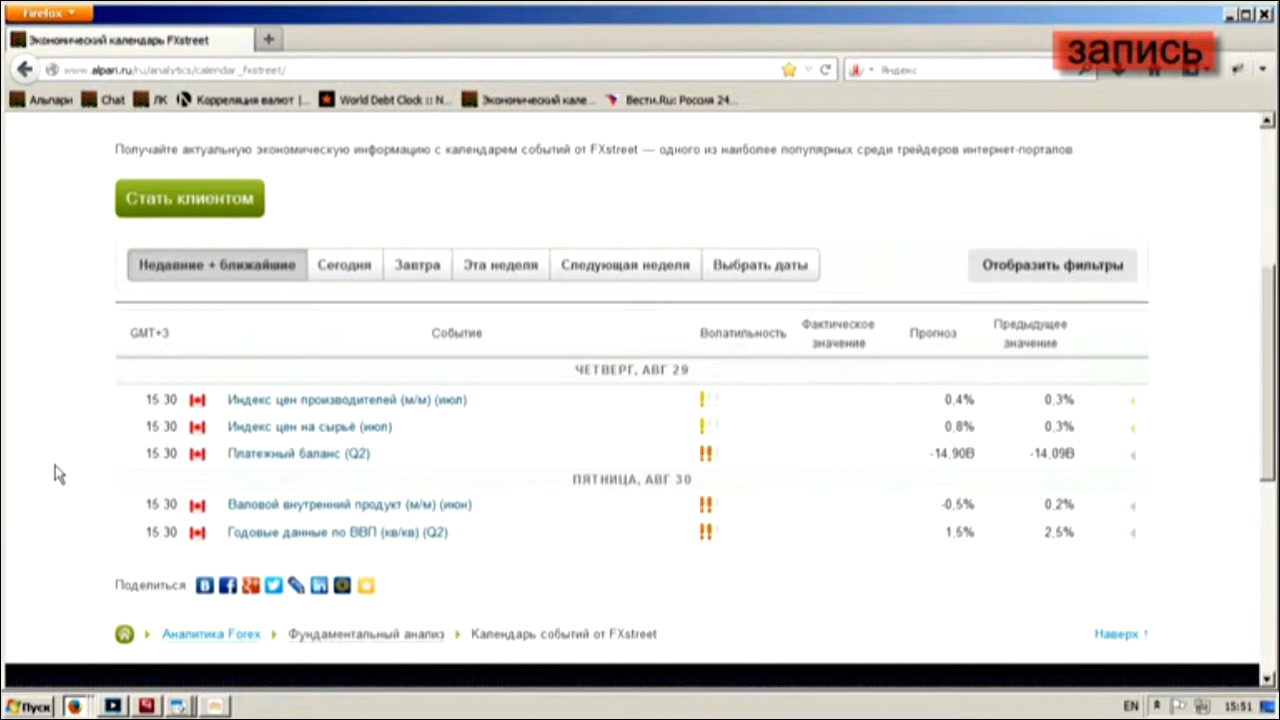 Firefox
Экономический календарь FXstreet
запись
www.alpari.ru/ru/analytics/calendar_fxstreet/
Яндекс
Альпари Chat ЛК Корреляция валют |... World Debt Clock :: N... Экономический кале... Вести.Ru: Россия 24...
Получайте актуальную экономическую информацию с календарем событий от FXstreet — одного из наиболее популярных среди трейдеров интернет-порталов
Стать клиентом
Недавние + ближайшие Сегодня Завтра Эта неделя Следующая неделя Выбрать даты Отобразить фильтры
GMT+3 Событие Волатильность Фактическое значение Прогноз Предыдущее значение
ЧЕТВЕРГ, АВГ 29
15 30 Индекс цен производителей (м/м) (июл) 0,4% 0,3%
15 30 Индекс цен на сырьё (июл) 0,8% 0,3%
15 30 Платежный баланс (Q2) -14,90B -14,09B
ПЯТНИЦА, АВГ 30
15 30 Валовой внутренний продукт (м/м) (июн) -0,5% 0,2%
15 30 Годовые данные по ВВП (кв/кв) (Q2) 1,5% 2,5%
Поделиться
Аналитика Forex Фундаментальный анализ Календарь событий от FXstreet Наверх ↑
Пуск EN 15:51